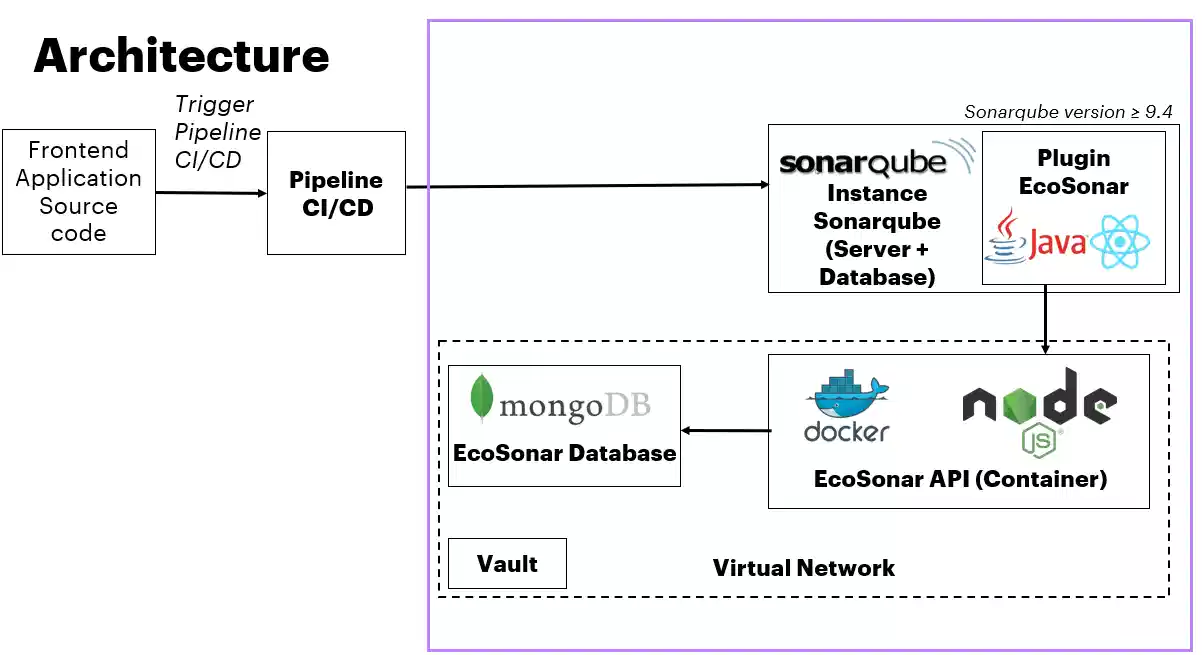 Architecture
Trigger
Pipeline
CI/CD
Frontend
Application
Source
code
Pipeline
CI/CD
Sonarqube version ≥ 9.4
sonarqube
Instance
Sonarqube
(Server +
Database)
Plugin
EcoSonar
Java
mongoDB
EcoSonar Database
docker
node
JS
EcoSonar API (Container)
Vault
Virtual Network